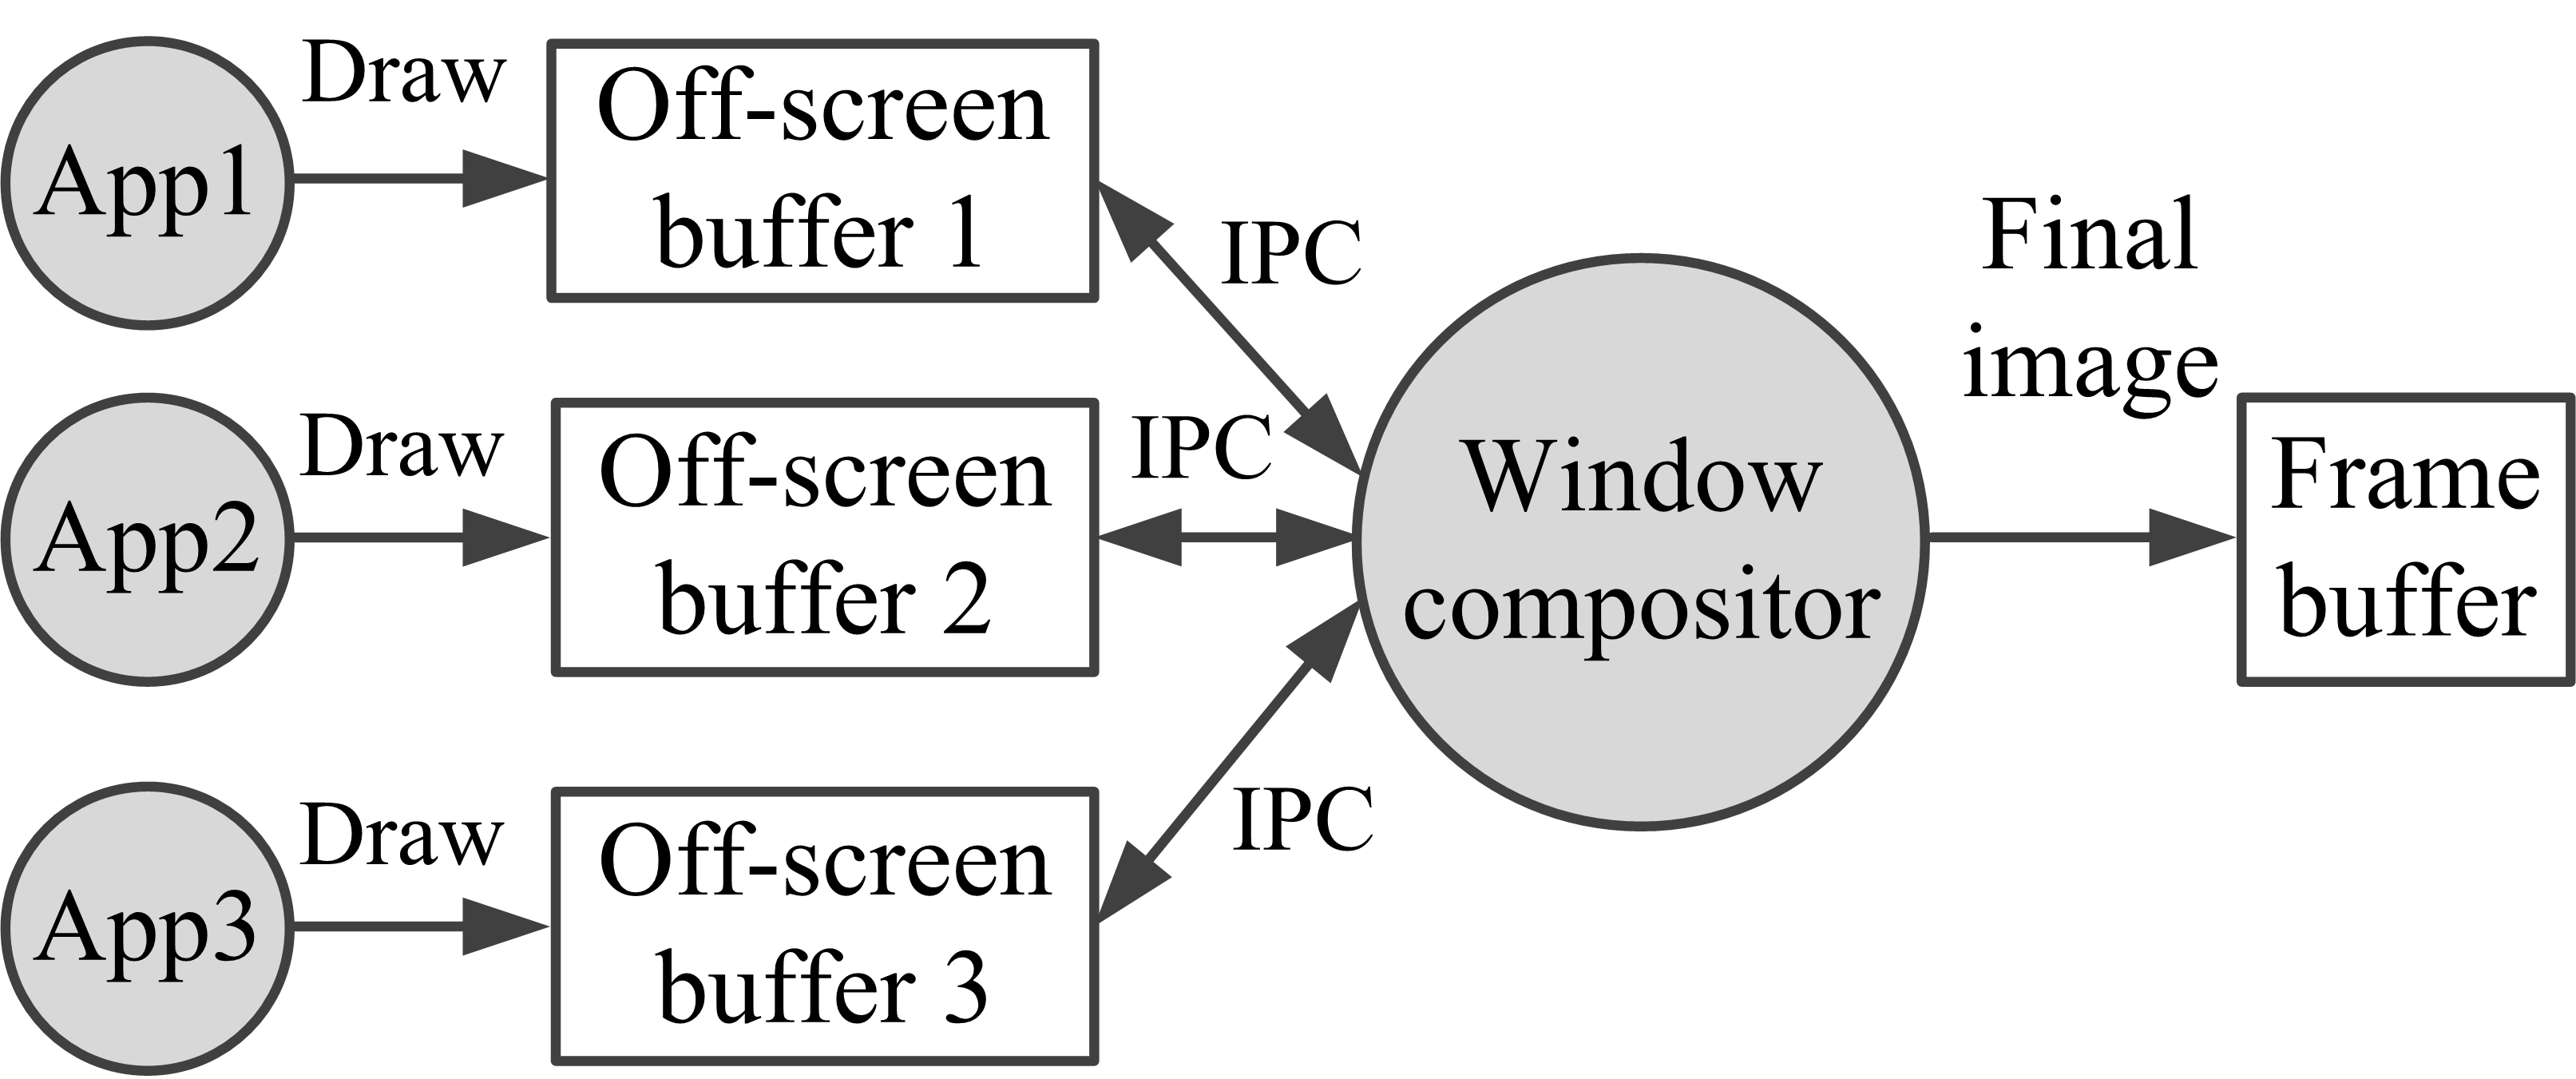 App1
Draw
Off-screen
buffer 1
IPC
App2
Draw
Off-screen
buffer 2
IPC
App3
Draw
Off-screen
buffer 3
IPC
Window
compositor
Final
image
Frame
buffer